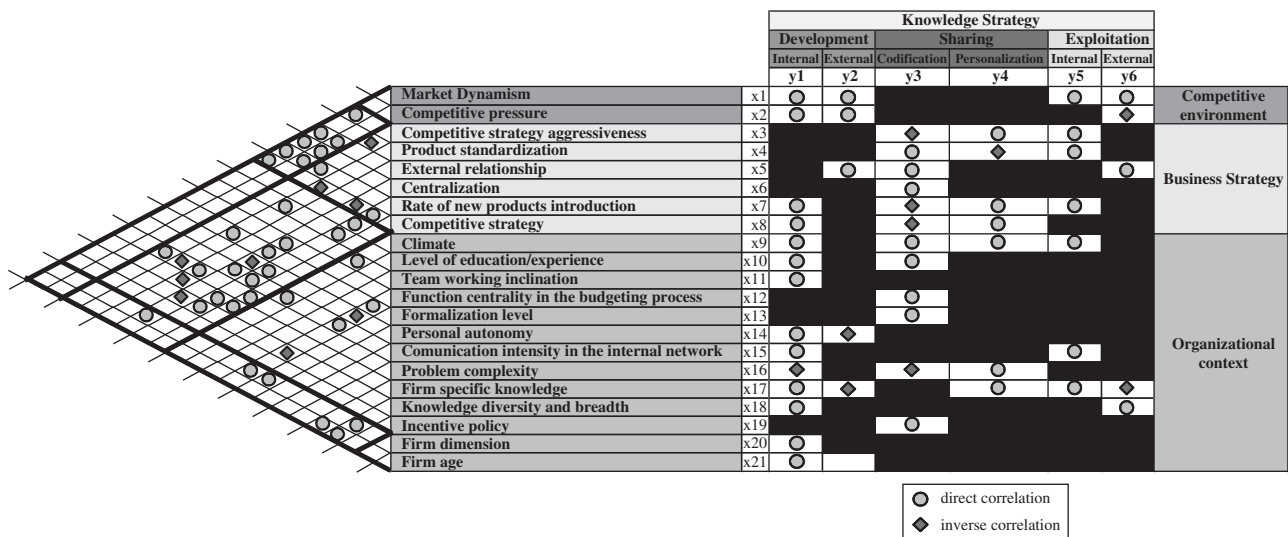 Knowledge Strategy
Development Sharing Exploitation
Internal External Codification Personalization Internal External
y1 y2 y3 y4 y5 y6
Market Dynamism x1
Competitive pressure x2
Competitive environment
Competitive strategy aggressiveness x3
Product standardization x4
External relationship x5
Centralization x6
Rate of new products introduction x7
Competitive strategy x8
Business Strategy
Climate x9
Level of education/experience x10
Team working inclination x11
Function centrality in the budgeting process x12
Formalization level x13
Personal autonomy x14
Comunication intensity in the internal network x15
Problem complexity x16
Firm specific knowledge x17
Knowledge diversity and breadth x18
Incentive policy x19
Firm dimension x20
Firm age x21
Organizational
context
direct correlation
inverse correlation